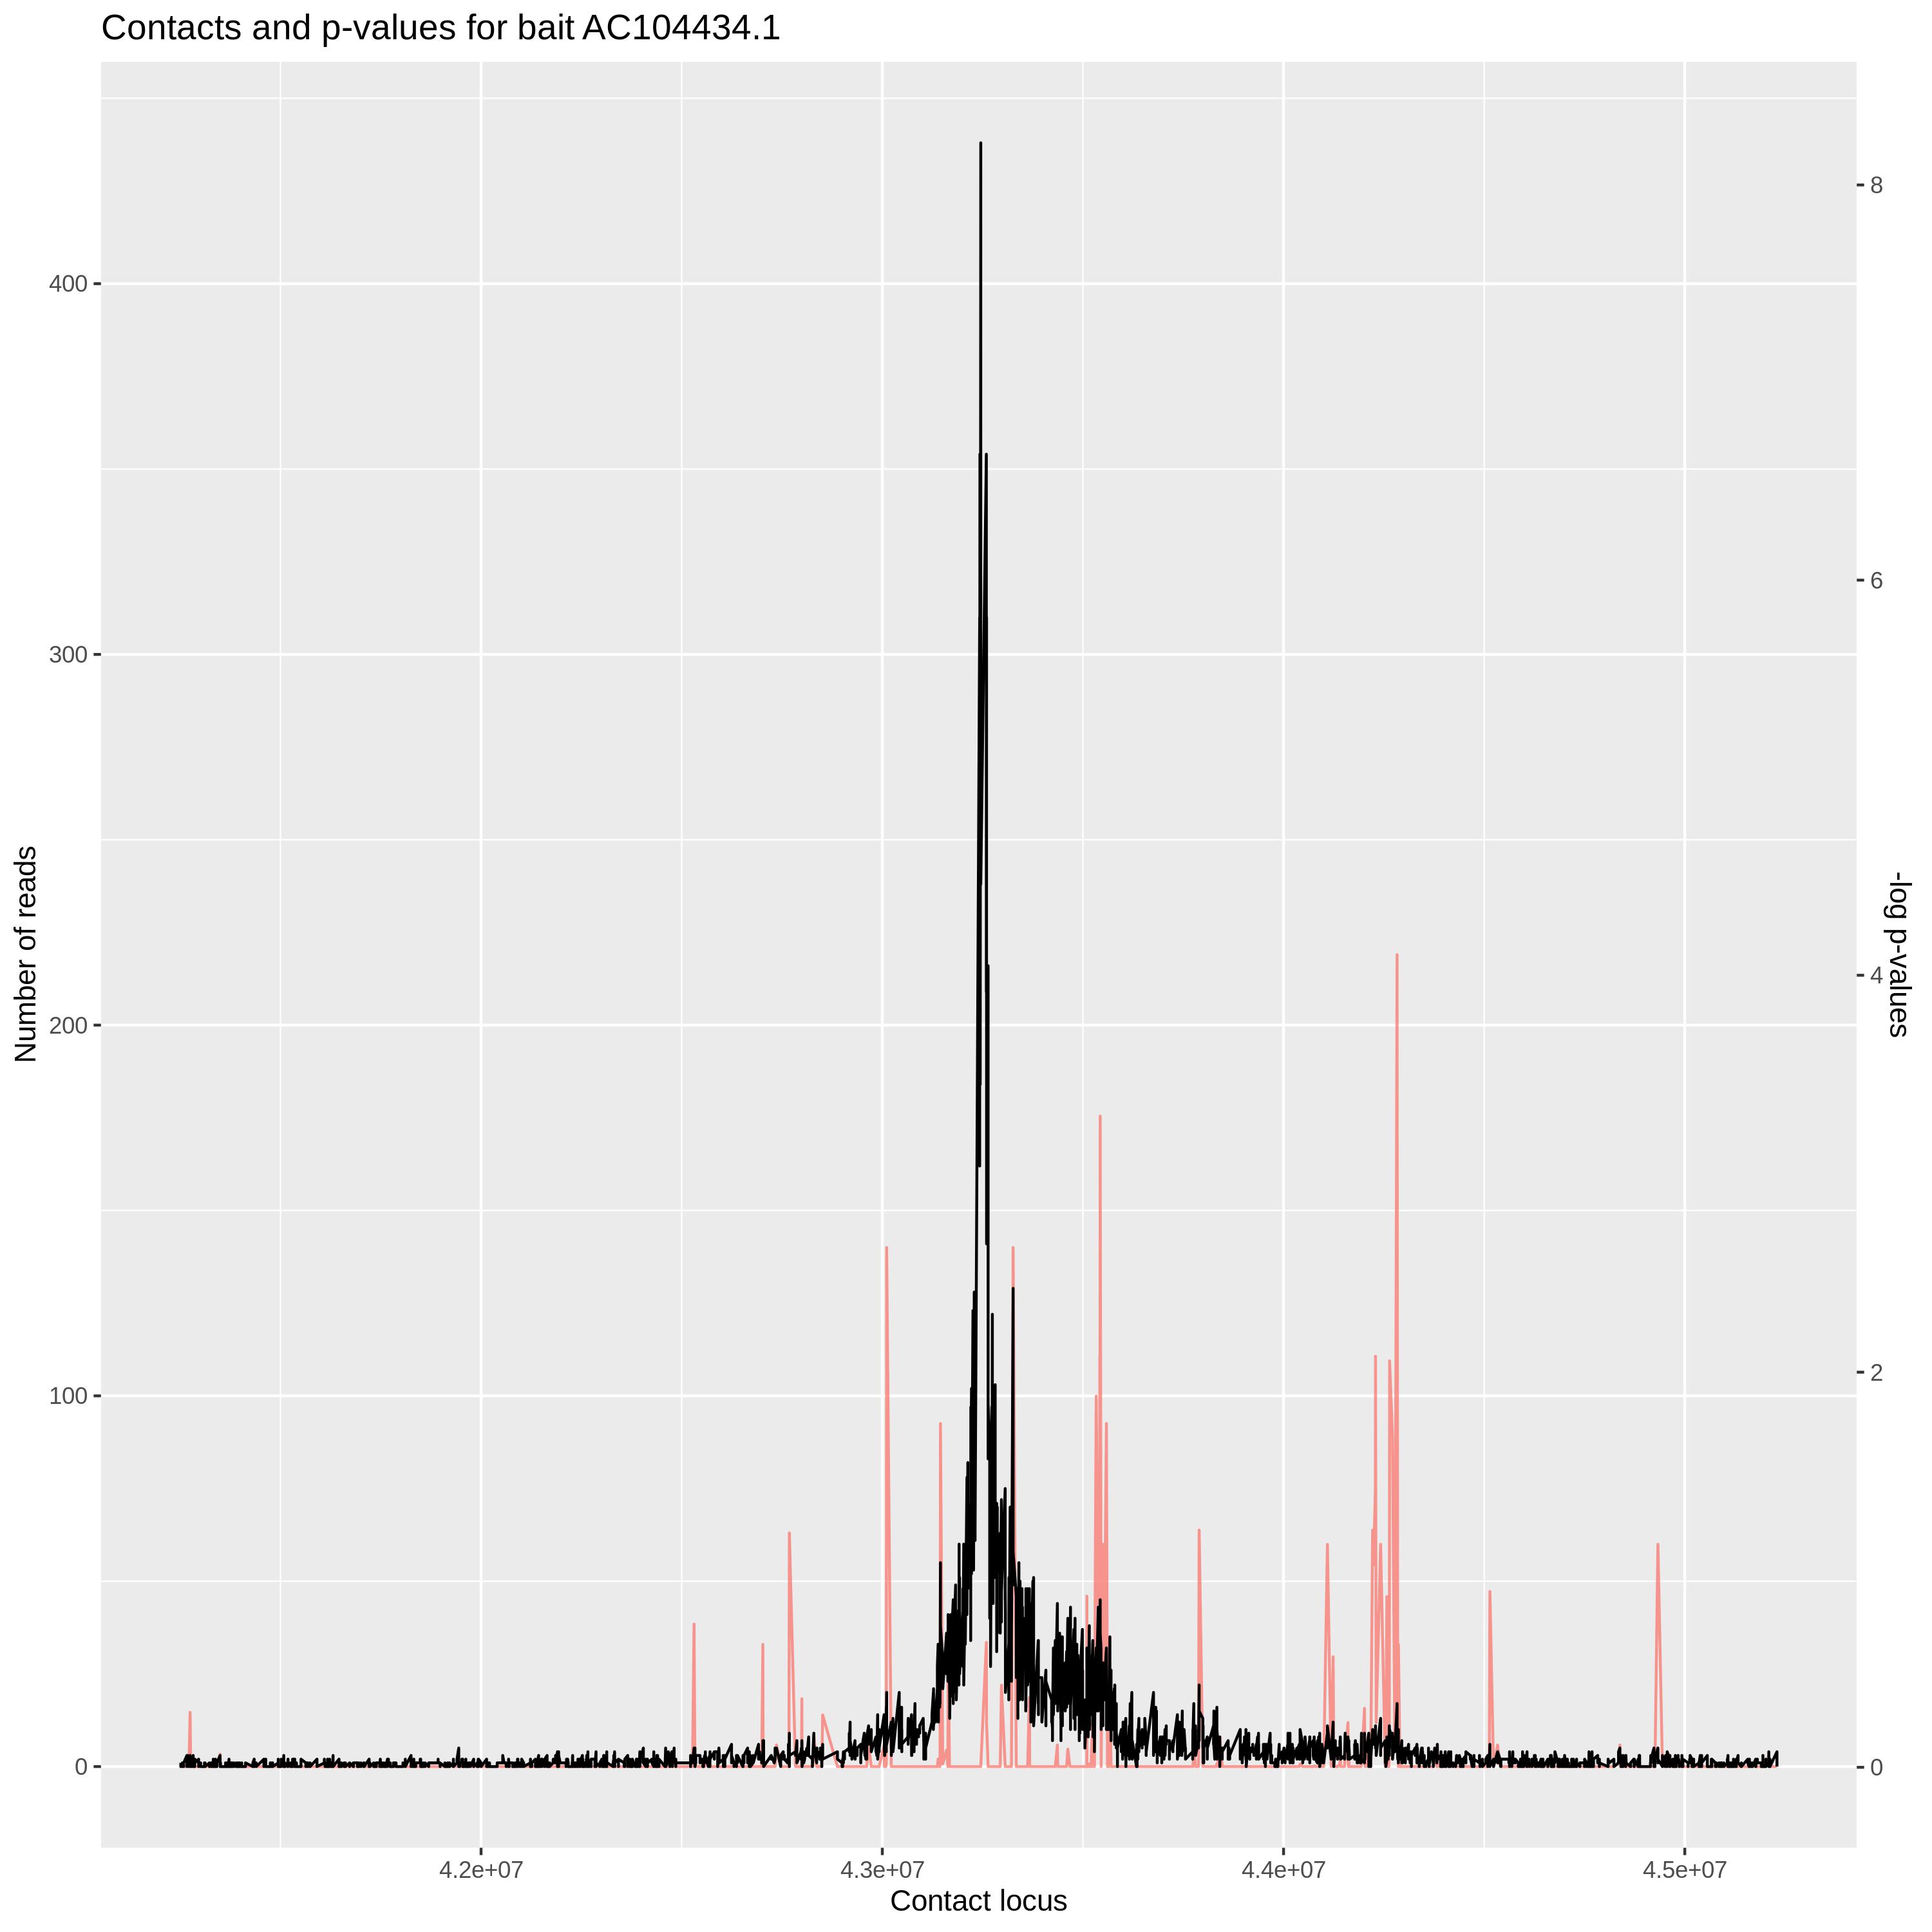 Contacts and p-values for bait AC104434.1
Number of reads
400
300
200
100
0
8
6
4
2
0
-log p-values
4.2e+07
4.3e+07
4.4e+07
4.5e+07
Contact locus